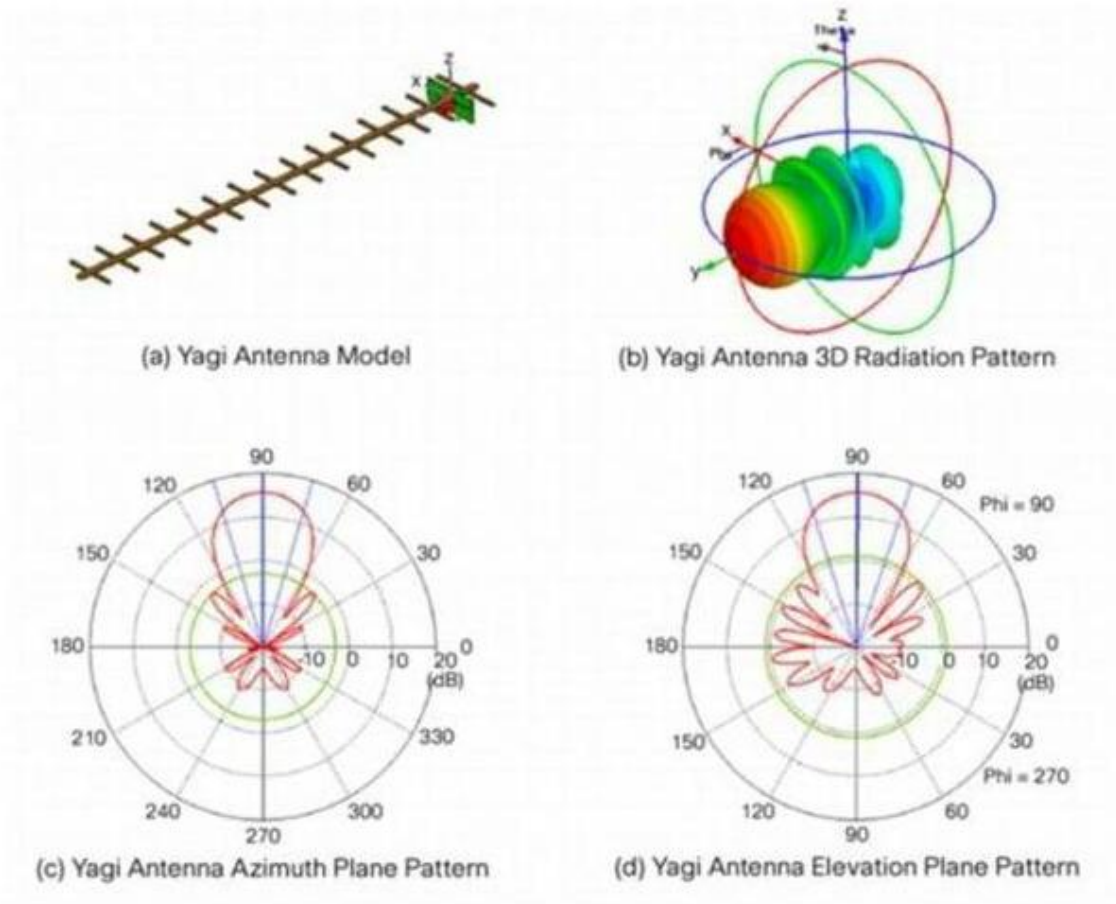 Z
X
(a) Yagi Antenna Model
Z
Theta
X
Phi
Y
(b) Yagi Antenna 3D Radiation Pattern
90
120 60
150 30
180 -10 0 10 20 0
(dB)
210 330
240 300
270
(c) Yagi Antenna Azimuth Plane Pattern
90
120 60
Phi = 90
150 30
180 -10 0 10 20 0
(dB)
150 30
Phi = 270
120 60
90
(d) Yagi Antenna Elevation Plane Pattern